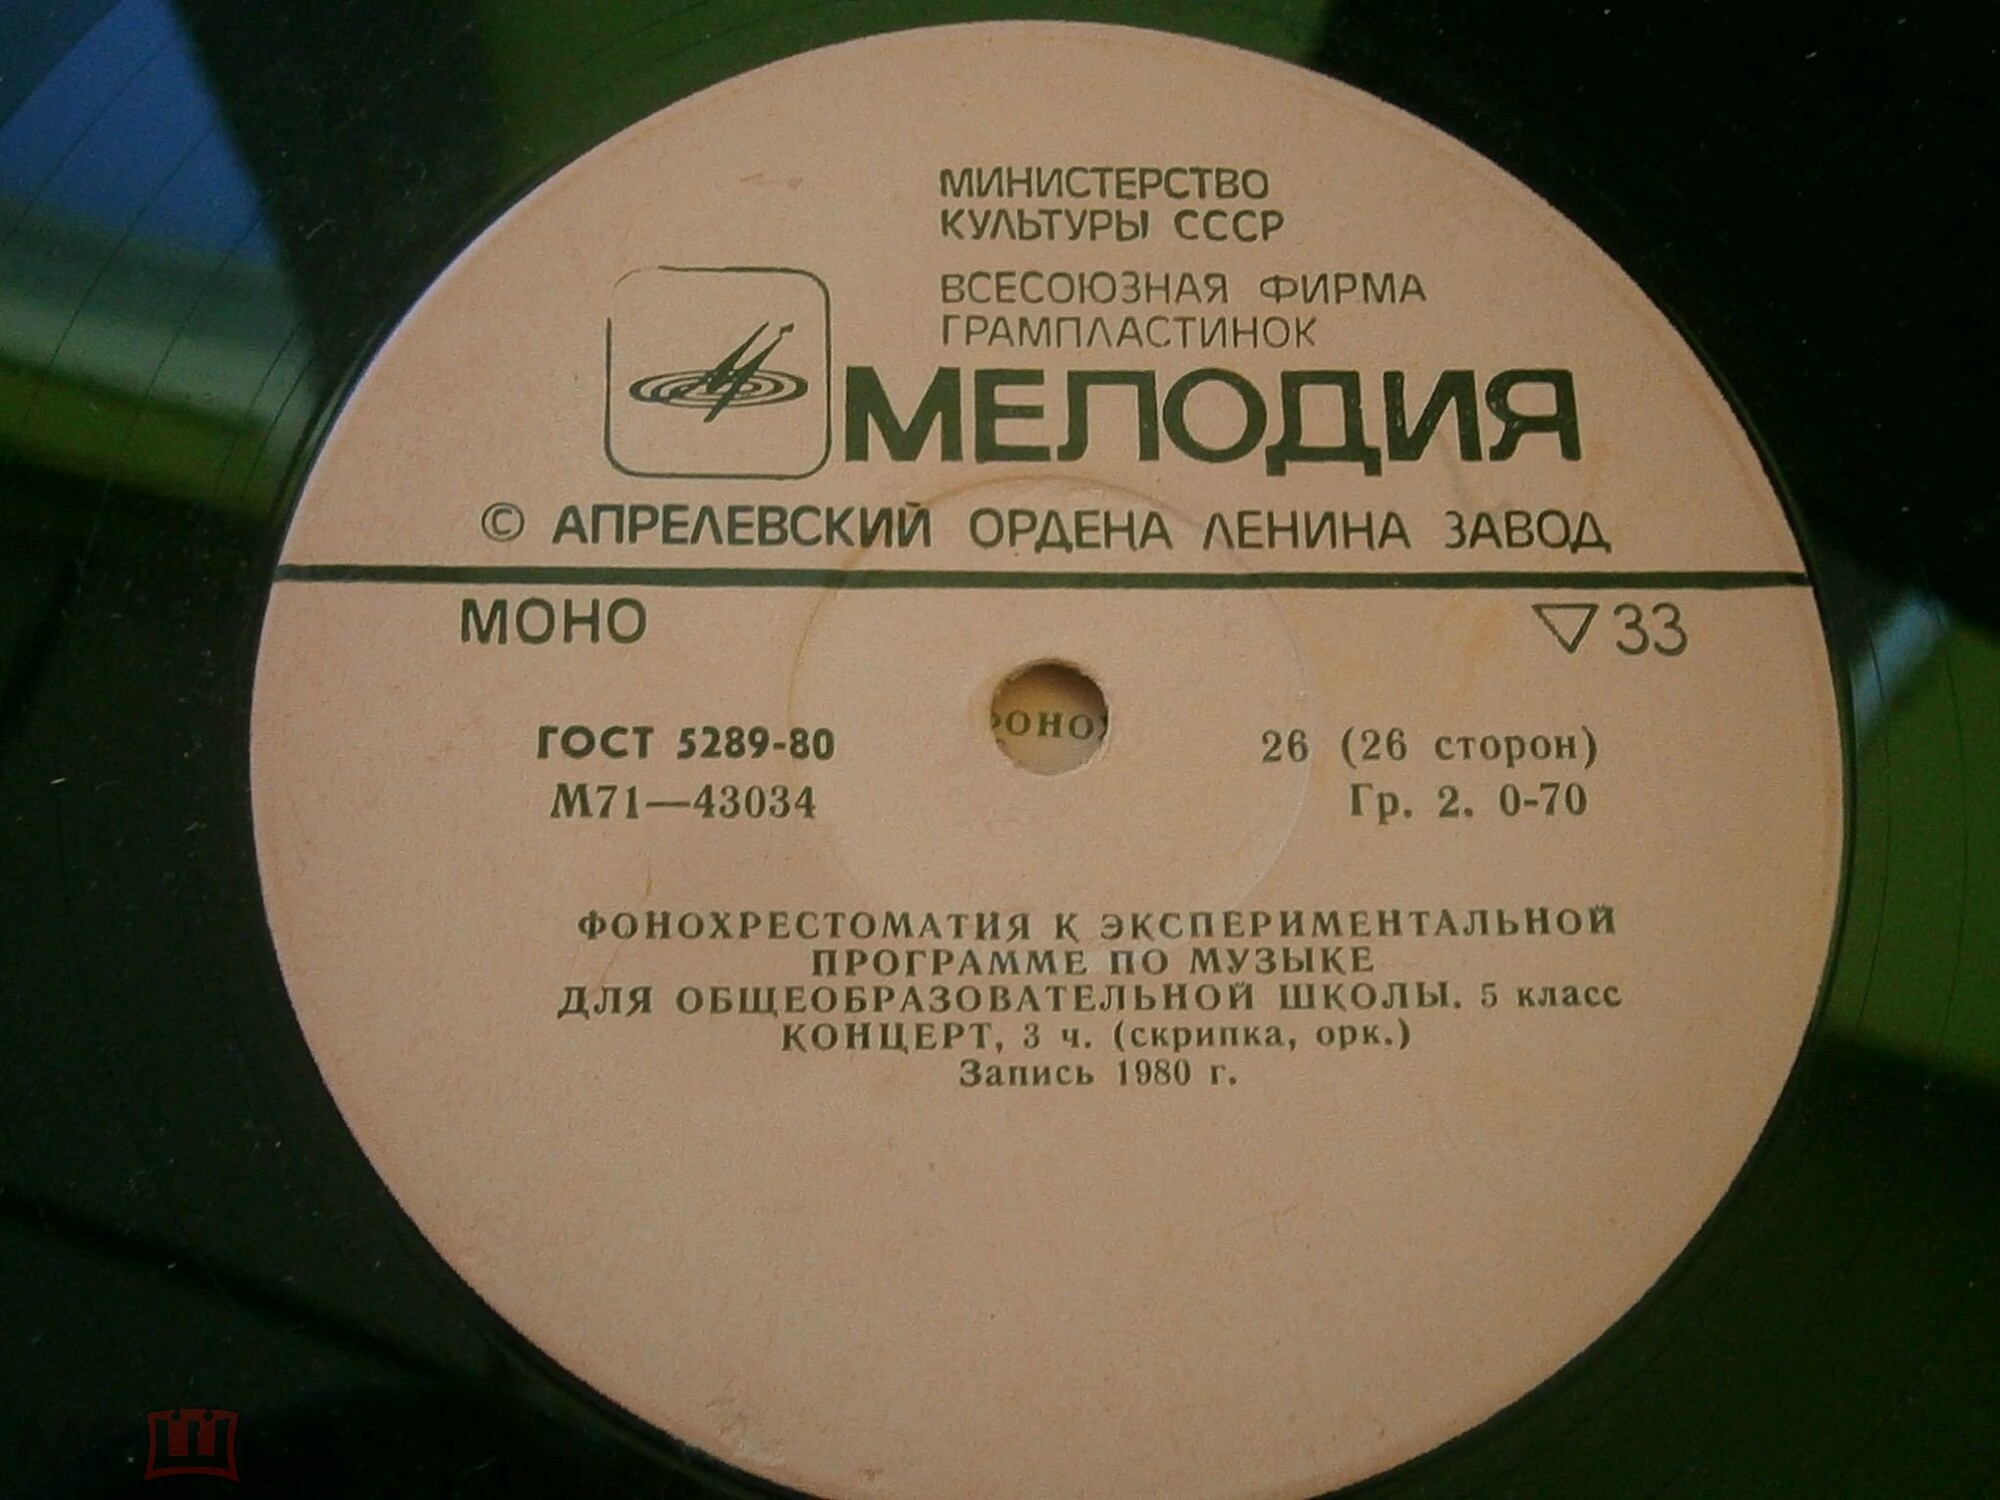 МИНИСТЕРСТВО
КУЛЬТУРЫ СССР
ВСЕСОЮЗНАЯ ФИРМА
ГРАМПЛАСТИНОК
МЕЛОДИЯ
© АПРЕЛЕВСКИЙ ОРДЕНА ЛЕНИНА ЗАВОД
МОНО ▽33
ГОСТ 5289-80 26 (26 сторон)
М71—43034 Гр. 2. 0-70
ФОНОХРЕСТОМАТИЯ К ЭКСПЕРИМЕНТАЛЬНОЙ
ПРОГРАММЕ ПО МУЗЫКЕ
ДЛЯ ОБЩЕОБРАЗОВАТЕЛЬНОЙ ШКОЛЫ. 5 класс
КОНЦЕРТ, 3 ч. (скрипка, орк.)
Запись 1980 г.